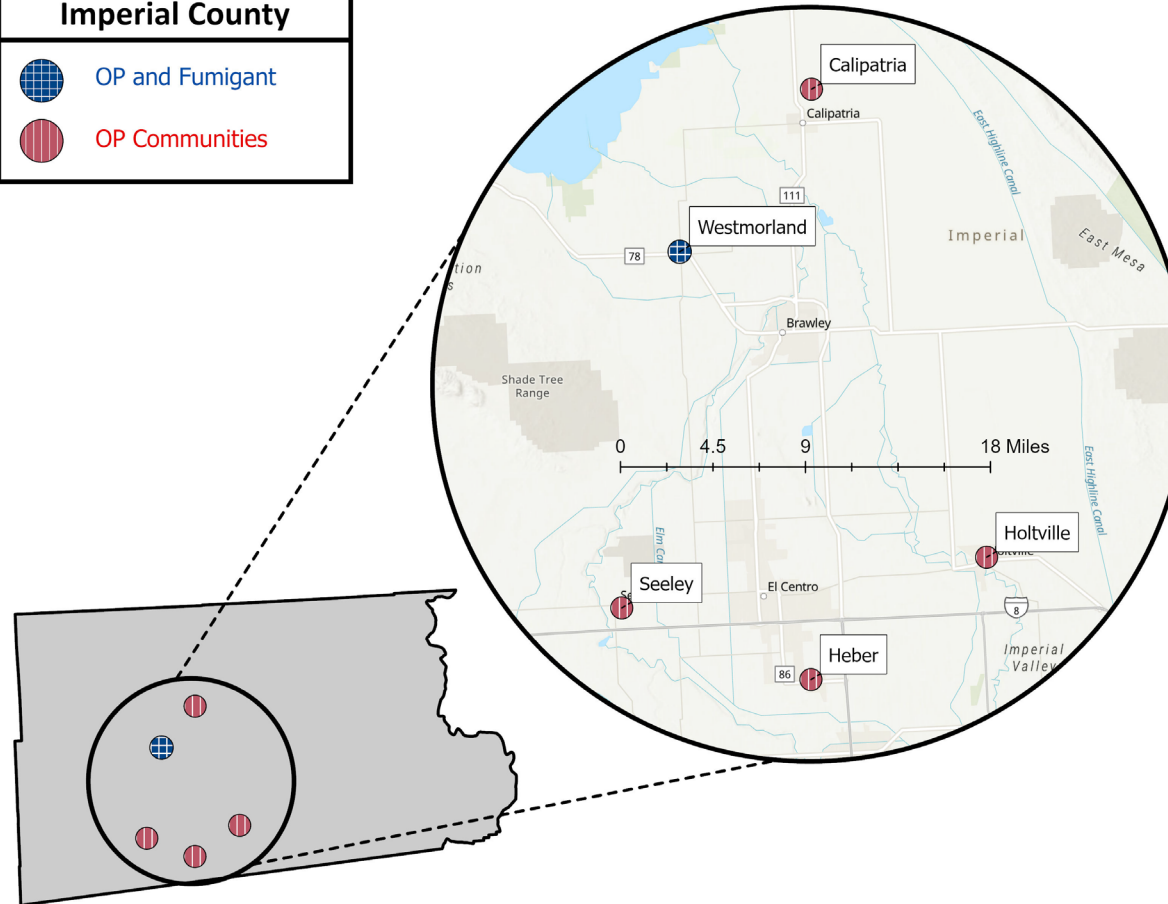 Imperial County
OP and Fumigant
OP Communities
Calipatria
Calipatria
East Highline Canal
111
Westmorland
Imperial
East Mesa
78
tion
s
Brawley
Shade Tree
Range
0 4.5 9 18 Miles
East Highline Canal
Holtville
Elm
Seeley
El Centro
8
Imperial
Valley
Heber
86